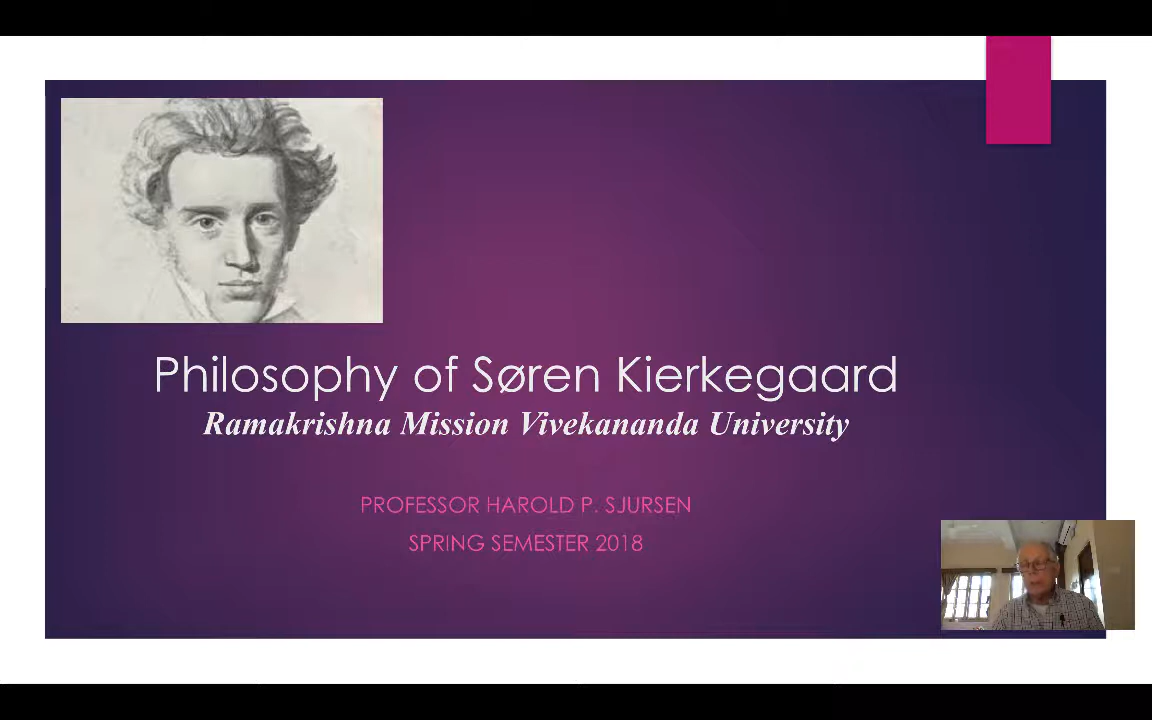 Philosophy of Søren Kierkegaard
Ramakrishna Mission Vivekananda University
PROFESSOR HAROLD P. SJURSEN
SPRING SEMESTER 2018